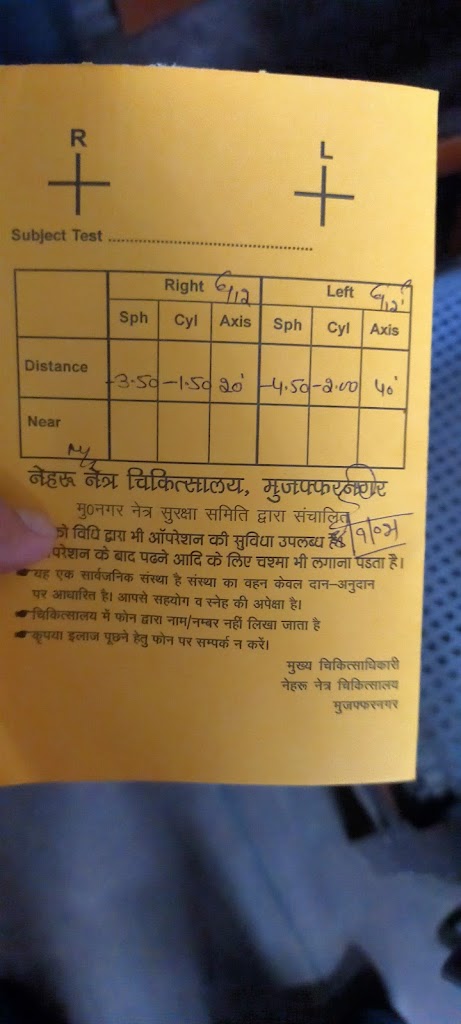 R L
Subject Test ........................................................
Right 6/12 Left 6/12
Sph Cyl Axis Sph Cyl Axis
Distance -3.50 -1.50 20° -4.50 -2.00 40°
Near
नेहरू नेत्र चिकित्सालय, मुजफ्फरनगर
मु0नगर नेत्र सुरक्षा समिति द्वारा संचालित
विधि द्वारा भी ऑपरेशन की सुविधा उपलब्ध है
के बाद पढने आदि के लिए चश्मा भी लगाना पडता है।
यह एक सार्वजनिक संस्था है संस्था का वहन केवल दान-अनुदान
पर आधारित है। आपसे सहयोग व स्नेह की अपेक्षा है।
चिकित्सालय में फोन द्वारा नाम/नम्बर नहीं लिखा जाता है
कृपया इलाज पूछने हेतु फोन पर सम्पर्क न करें।
मुख्य चिकित्साधिकारी
नेहरू नेत्र चिकित्सालय
मुजफ्फरनगर